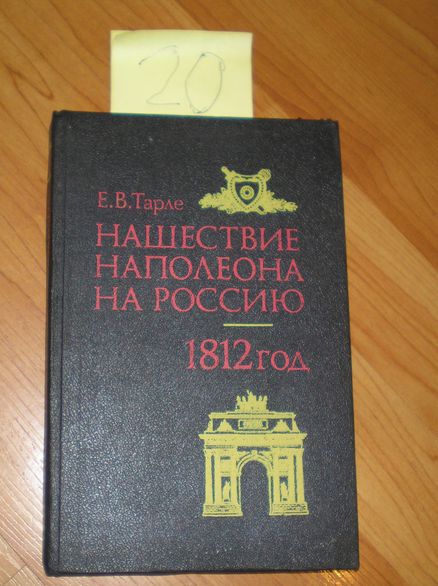 20
Е.В.Тарле
НАШЕСТВИЕ
НАПОЛЕОНА
НА РОССИЮ
1812 год